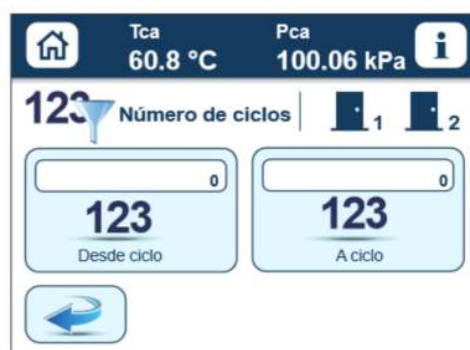 Tca Pca
60.8 °C 100.06 kPa i
123 Número de ciclos 1 2
0 0
123 123
Desde ciclo A ciclo